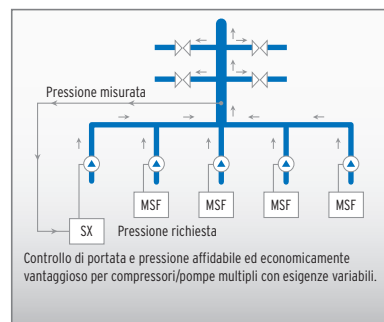 Pressione misurata
MSF MSF MSF MSF
SX Pressione richiesta
Controllo di portata e pressione affidabile ed economicamente
vantaggioso per compressori/pompe multipli con esigenze variabili.